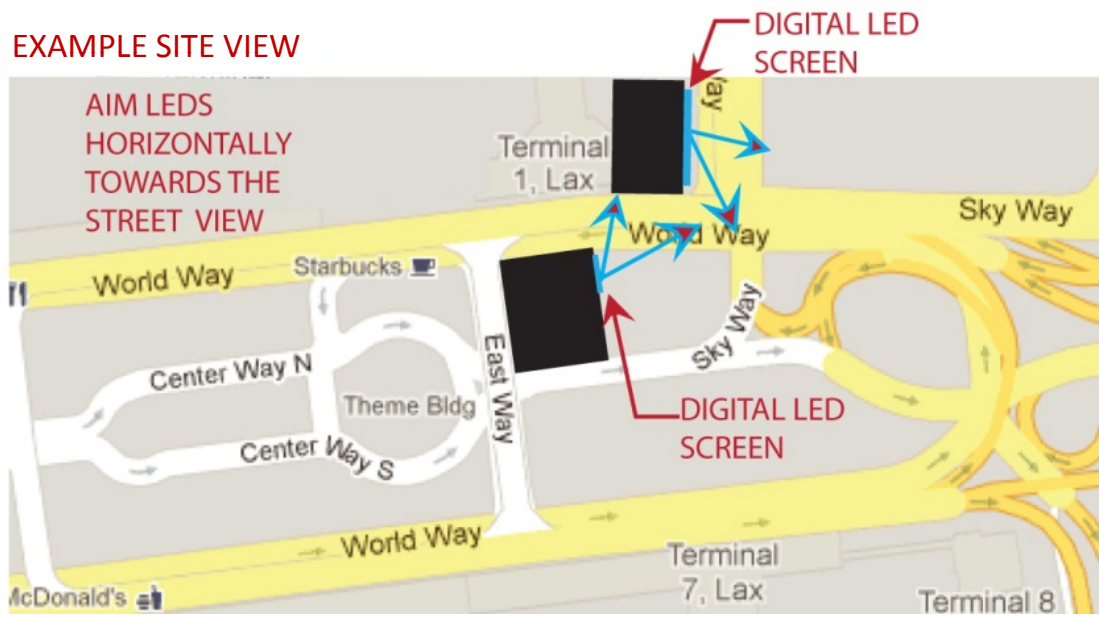 EXAMPLE SITE VIEW
DIGITAL LED
SCREEN
AIM LEDS
HORIZONTALLY
TOWARDS THE
STREET VIEW
Terminal
1, Lax
Sky Way
World Way
World Way
Starbucks
Sky Way
East Way
Center Way N
Theme Bldg
DIGITAL LED
SCREEN
Center Way S
World Way
Terminal
7, Lax
McDonald's
Terminal 8